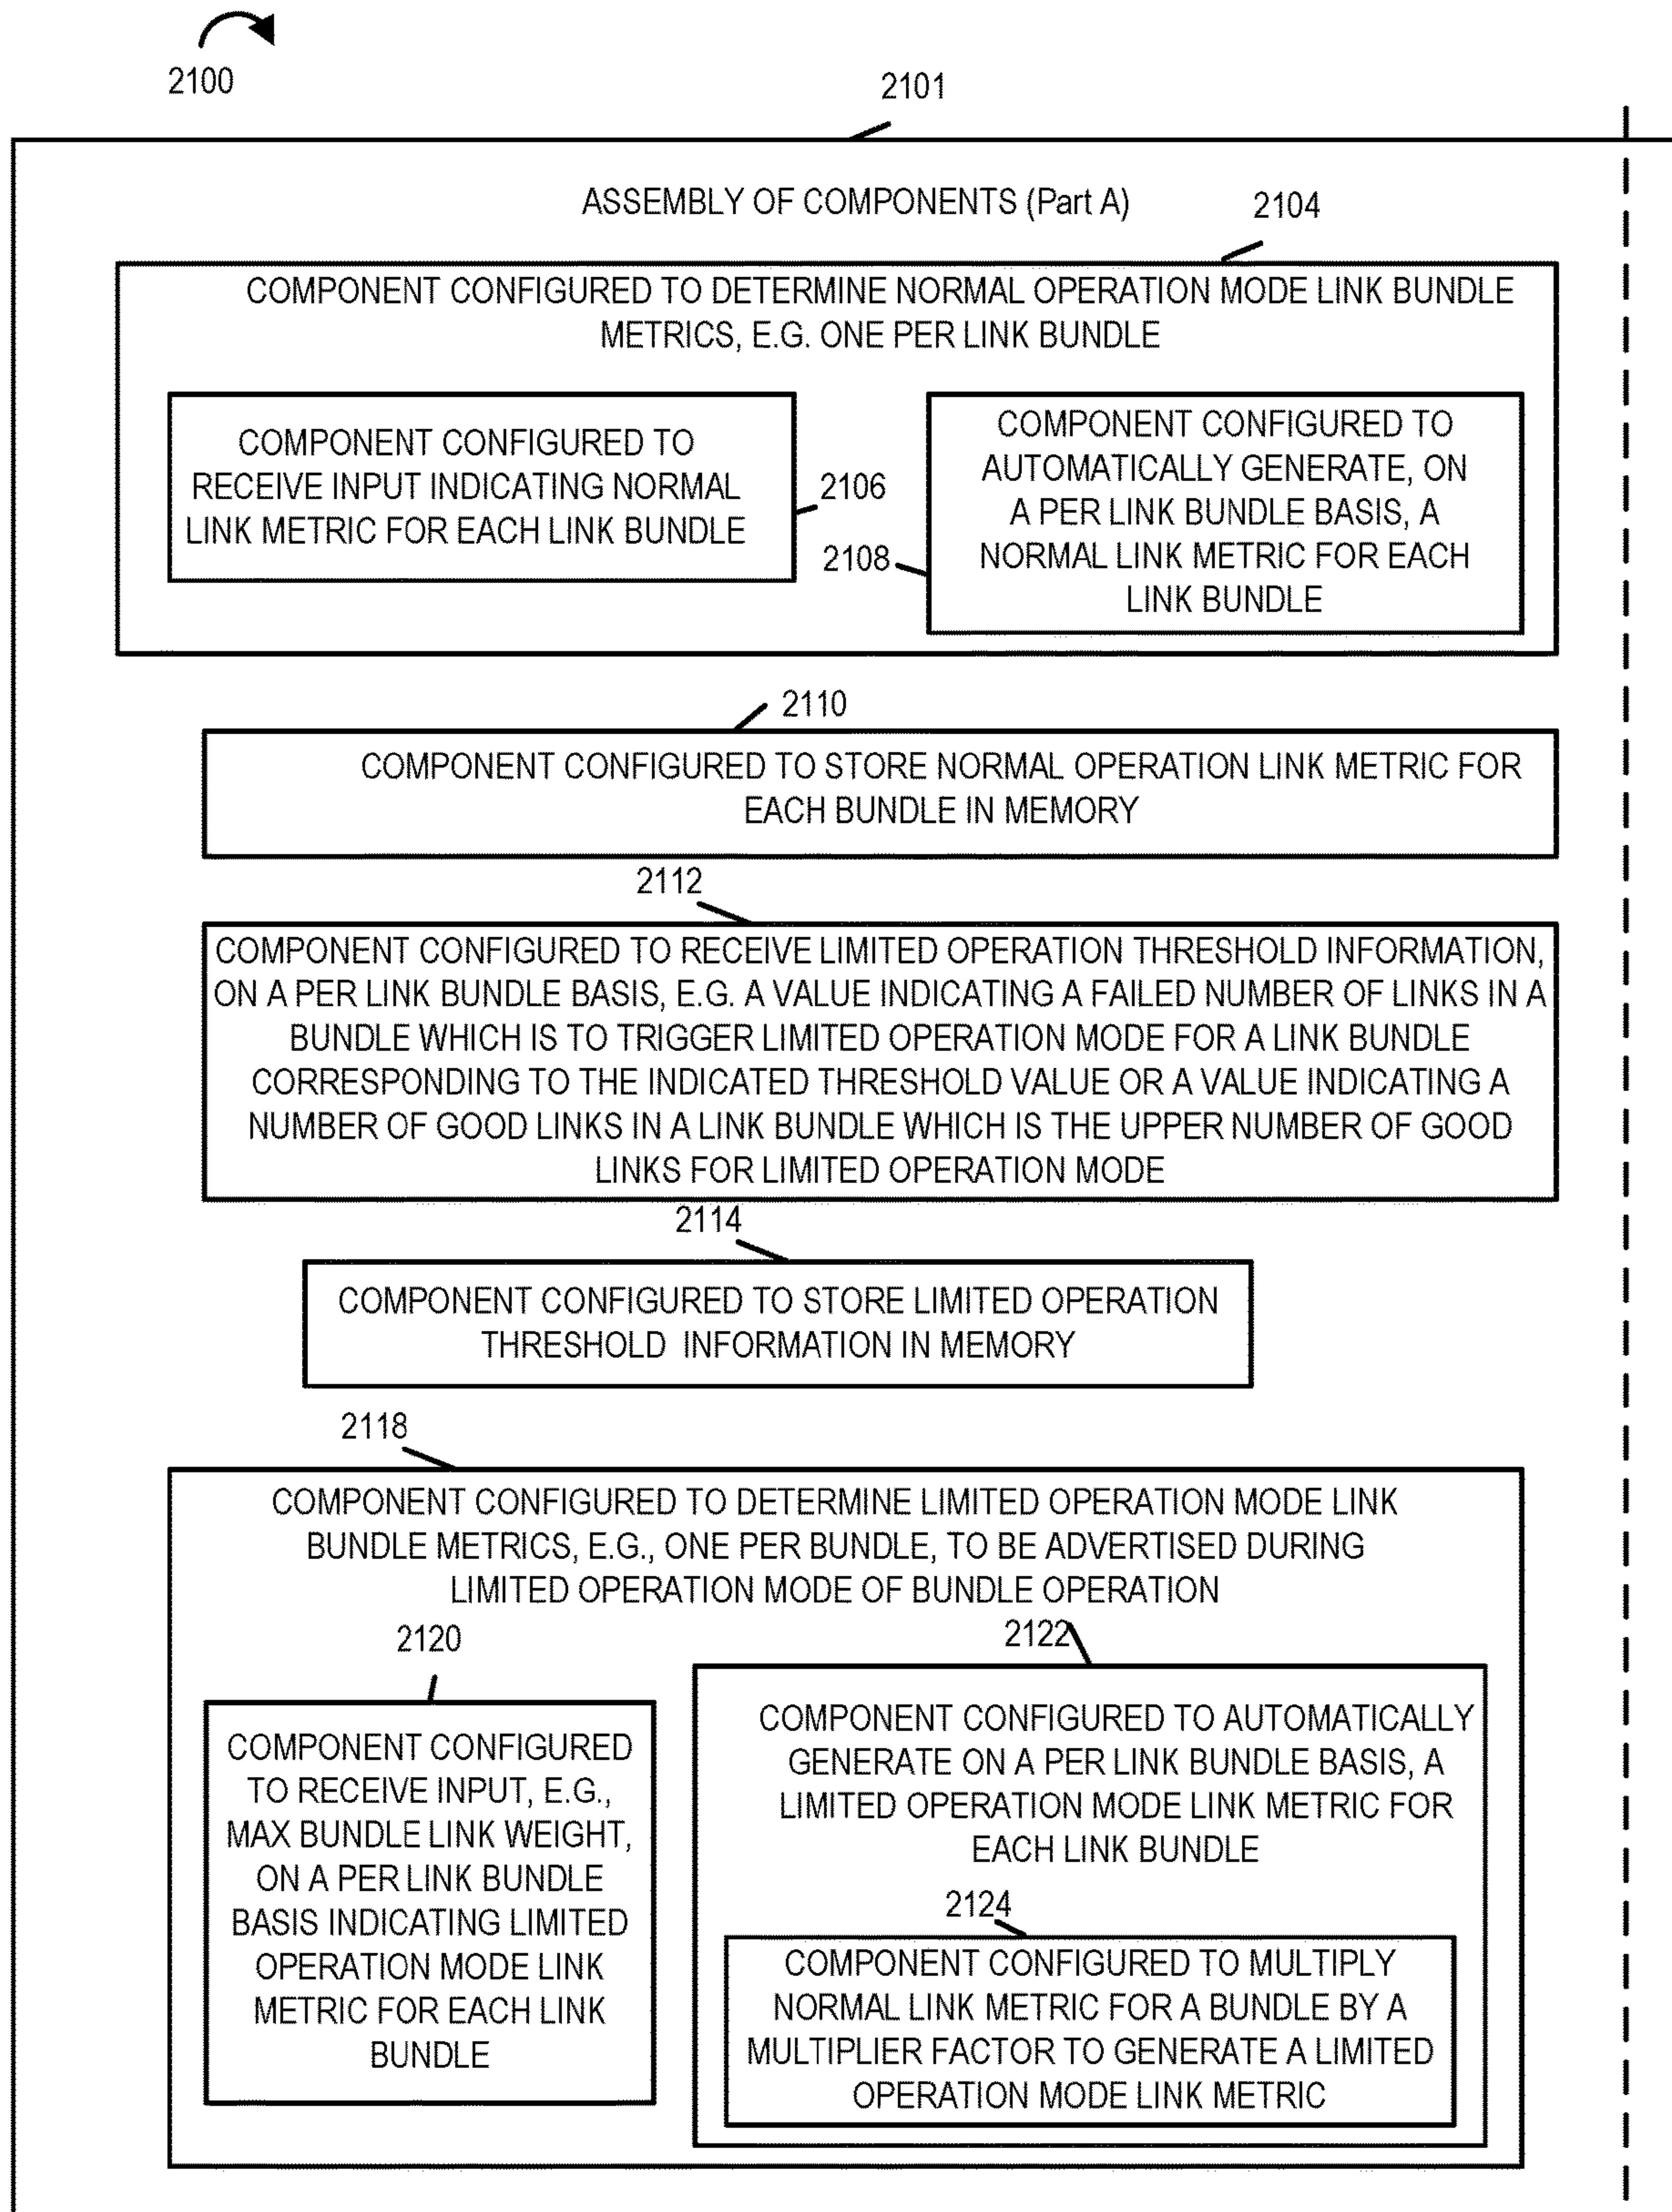 2100
2101
ASSEMBLY OF COMPONENTS (Part A)
2104
COMPONENT CONFIGURED TO DETERMINE NORMAL OPERATION MODE LINK BUNDLE
METRICS, E.G. ONE PER LINK BUNDLE
COMPONENT CONFIGURED TO
RECEIVE INPUT INDICATING NORMAL
LINK METRIC FOR EACH LINK BUNDLE
2106
2108
COMPONENT CONFIGURED TO
AUTOMATICALLY GENERATE, ON
A PER LINK BUNDLE BASIS, A
NORMAL LINK METRIC FOR EACH
LINK BUNDLE
2110
COMPONENT CONFIGURED TO STORE NORMAL OPERATION LINK METRIC FOR
EACH BUNDLE IN MEMORY
2112
COMPONENT CONFIGURED TO RECEIVE LIMITED OPERATION THRESHOLD INFORMATION,
ON A PER LINK BUNDLE BASIS, E.G. A VALUE INDICATING A FAILED NUMBER OF LINKS IN A
BUNDLE WHICH IS TO TRIGGER LIMITED OPERATION MODE FOR A LINK BUNDLE
CORRESPONDING TO THE INDICATED THRESHOLD VALUE OR A VALUE INDICATING A
NUMBER OF GOOD LINKS IN A LINK BUNDLE WHICH IS THE UPPER NUMBER OF GOOD
LINKS FOR LIMITED OPERATION MODE
2114
COMPONENT CONFIGURED TO STORE LIMITED OPERATION
THRESHOLD INFORMATION IN MEMORY
2118
COMPONENT CONFIGURED TO DETERMINE LIMITED OPERATION MODE LINK
BUNDLE METRICS, E.G., ONE PER BUNDLE, TO BE ADVERTISED DURING
LIMITED OPERATION MODE OF BUNDLE OPERATION
2120
COMPONENT CONFIGURED
TO RECEIVE INPUT, E.G.,
MAX BUNDLE LINK WEIGHT,
ON A PER LINK BUNDLE
BASIS INDICATING LIMITED
OPERATION MODE LINK
METRIC FOR EACH LINK
BUNDLE
2122
COMPONENT CONFIGURED TO AUTOMATICALLY
GENERATE ON A PER LINK BUNDLE BASIS, A
LIMITED OPERATION MODE LINK METRIC FOR
EACH LINK BUNDLE
2124
COMPONENT CONFIGURED TO MULTIPLY
NORMAL LINK METRIC FOR A BUNDLE BY A
MULTIPLIER FACTOR TO GENERATE A LIMITED
OPERATION MODE LINK METRIC